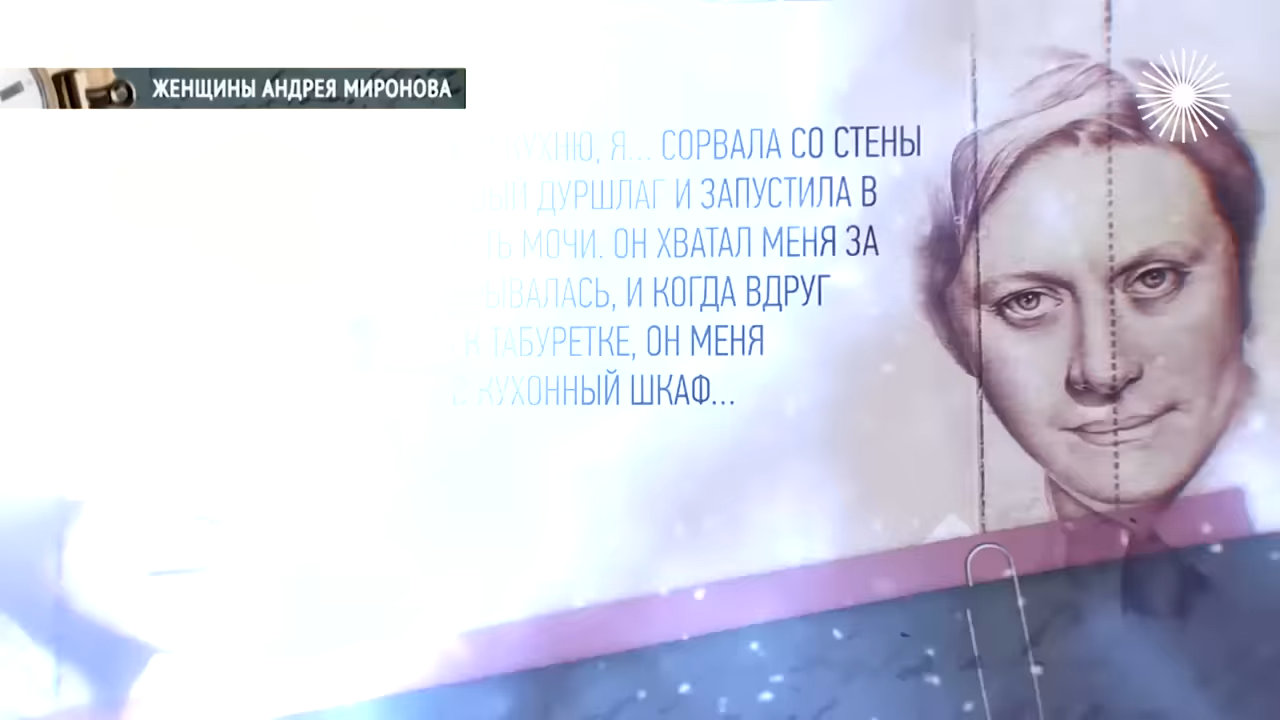 ЖЕНЩИНЫ АНДРЕЯ МИРОНОВА
КУХНЮ, Я... СОРВАЛА СО СТЕНЫ
ДУРШЛАГ И ЗАПУСТИЛА В
МОЧИ. ОН ХВАТАЛ МЕНЯ ЗА
И КОГДА ВДРУГ
К ТАБУРЕТКЕ, ОН МЕНЯ
В КУХОННЫЙ ШКАФ...